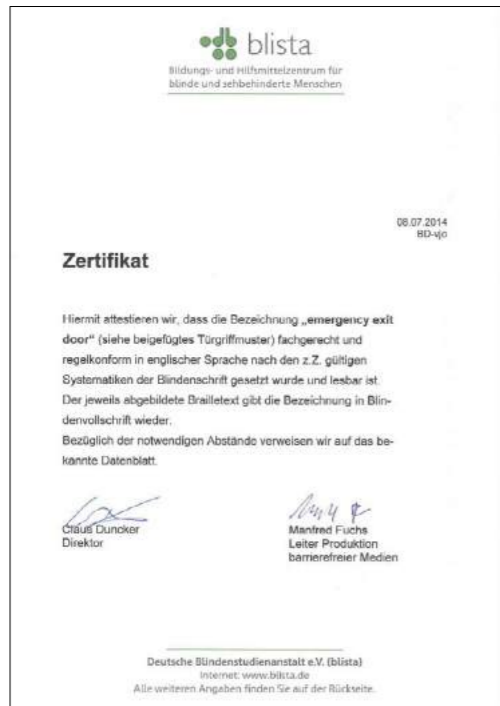 blista
Bildungs- und Hilfsmittelzentrum für
blinde und sehbehinderte Menschen
08.07.2014
BD-vjo
Zertifikat
Hiermit attestieren wir, dass die Bezeichnung „emergency exit
door“ (siehe beigefügtes Türgriffmuster) fachgerecht und
regelkonform in englischer Sprache nach den z.Z. gültigen
Systematiken der Blindenschrift gesetzt wurde und lesbar ist.
Der jeweils abgebildete Brailletext gibt die Bezeichnung in Blin-
denvollschrift wieder.
Bezüglich der notwendigen Abstände verweisen wir auf das be-
kannte Datenblatt.
Claus Duncker
Direktor
Manfred Fuchs
Leiter Produktion
barrierefreier Medien
Deutsche Blindenstudienanstalt e.V. (blista)
Internet: www.blista.de
Alle weiteren Angaben finden Sie auf der Rückseite.